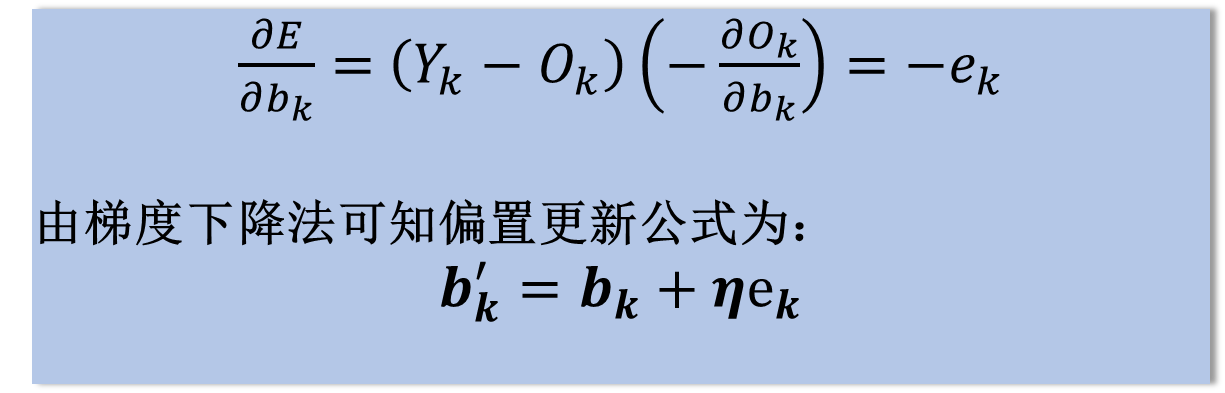 ∂E/∂b_k = (Y_k − O_k)(−∂O_k/∂b_k) = −e_k
由梯度下降法可知偏置更新公式为：
b′_k = b_k + ηe_k